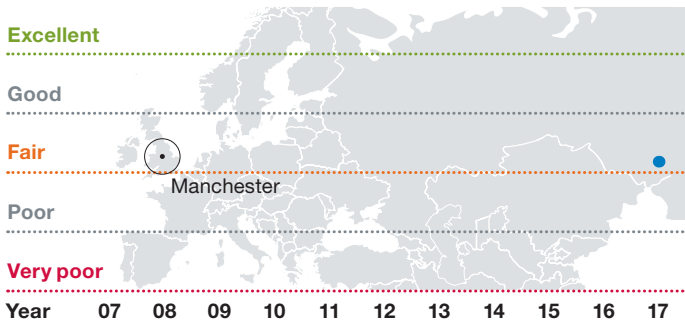 Excellent
Good
Fair
Manchester
Poor
Very poor
Year 07 08 09 10 11 12 13 14 15 16 17